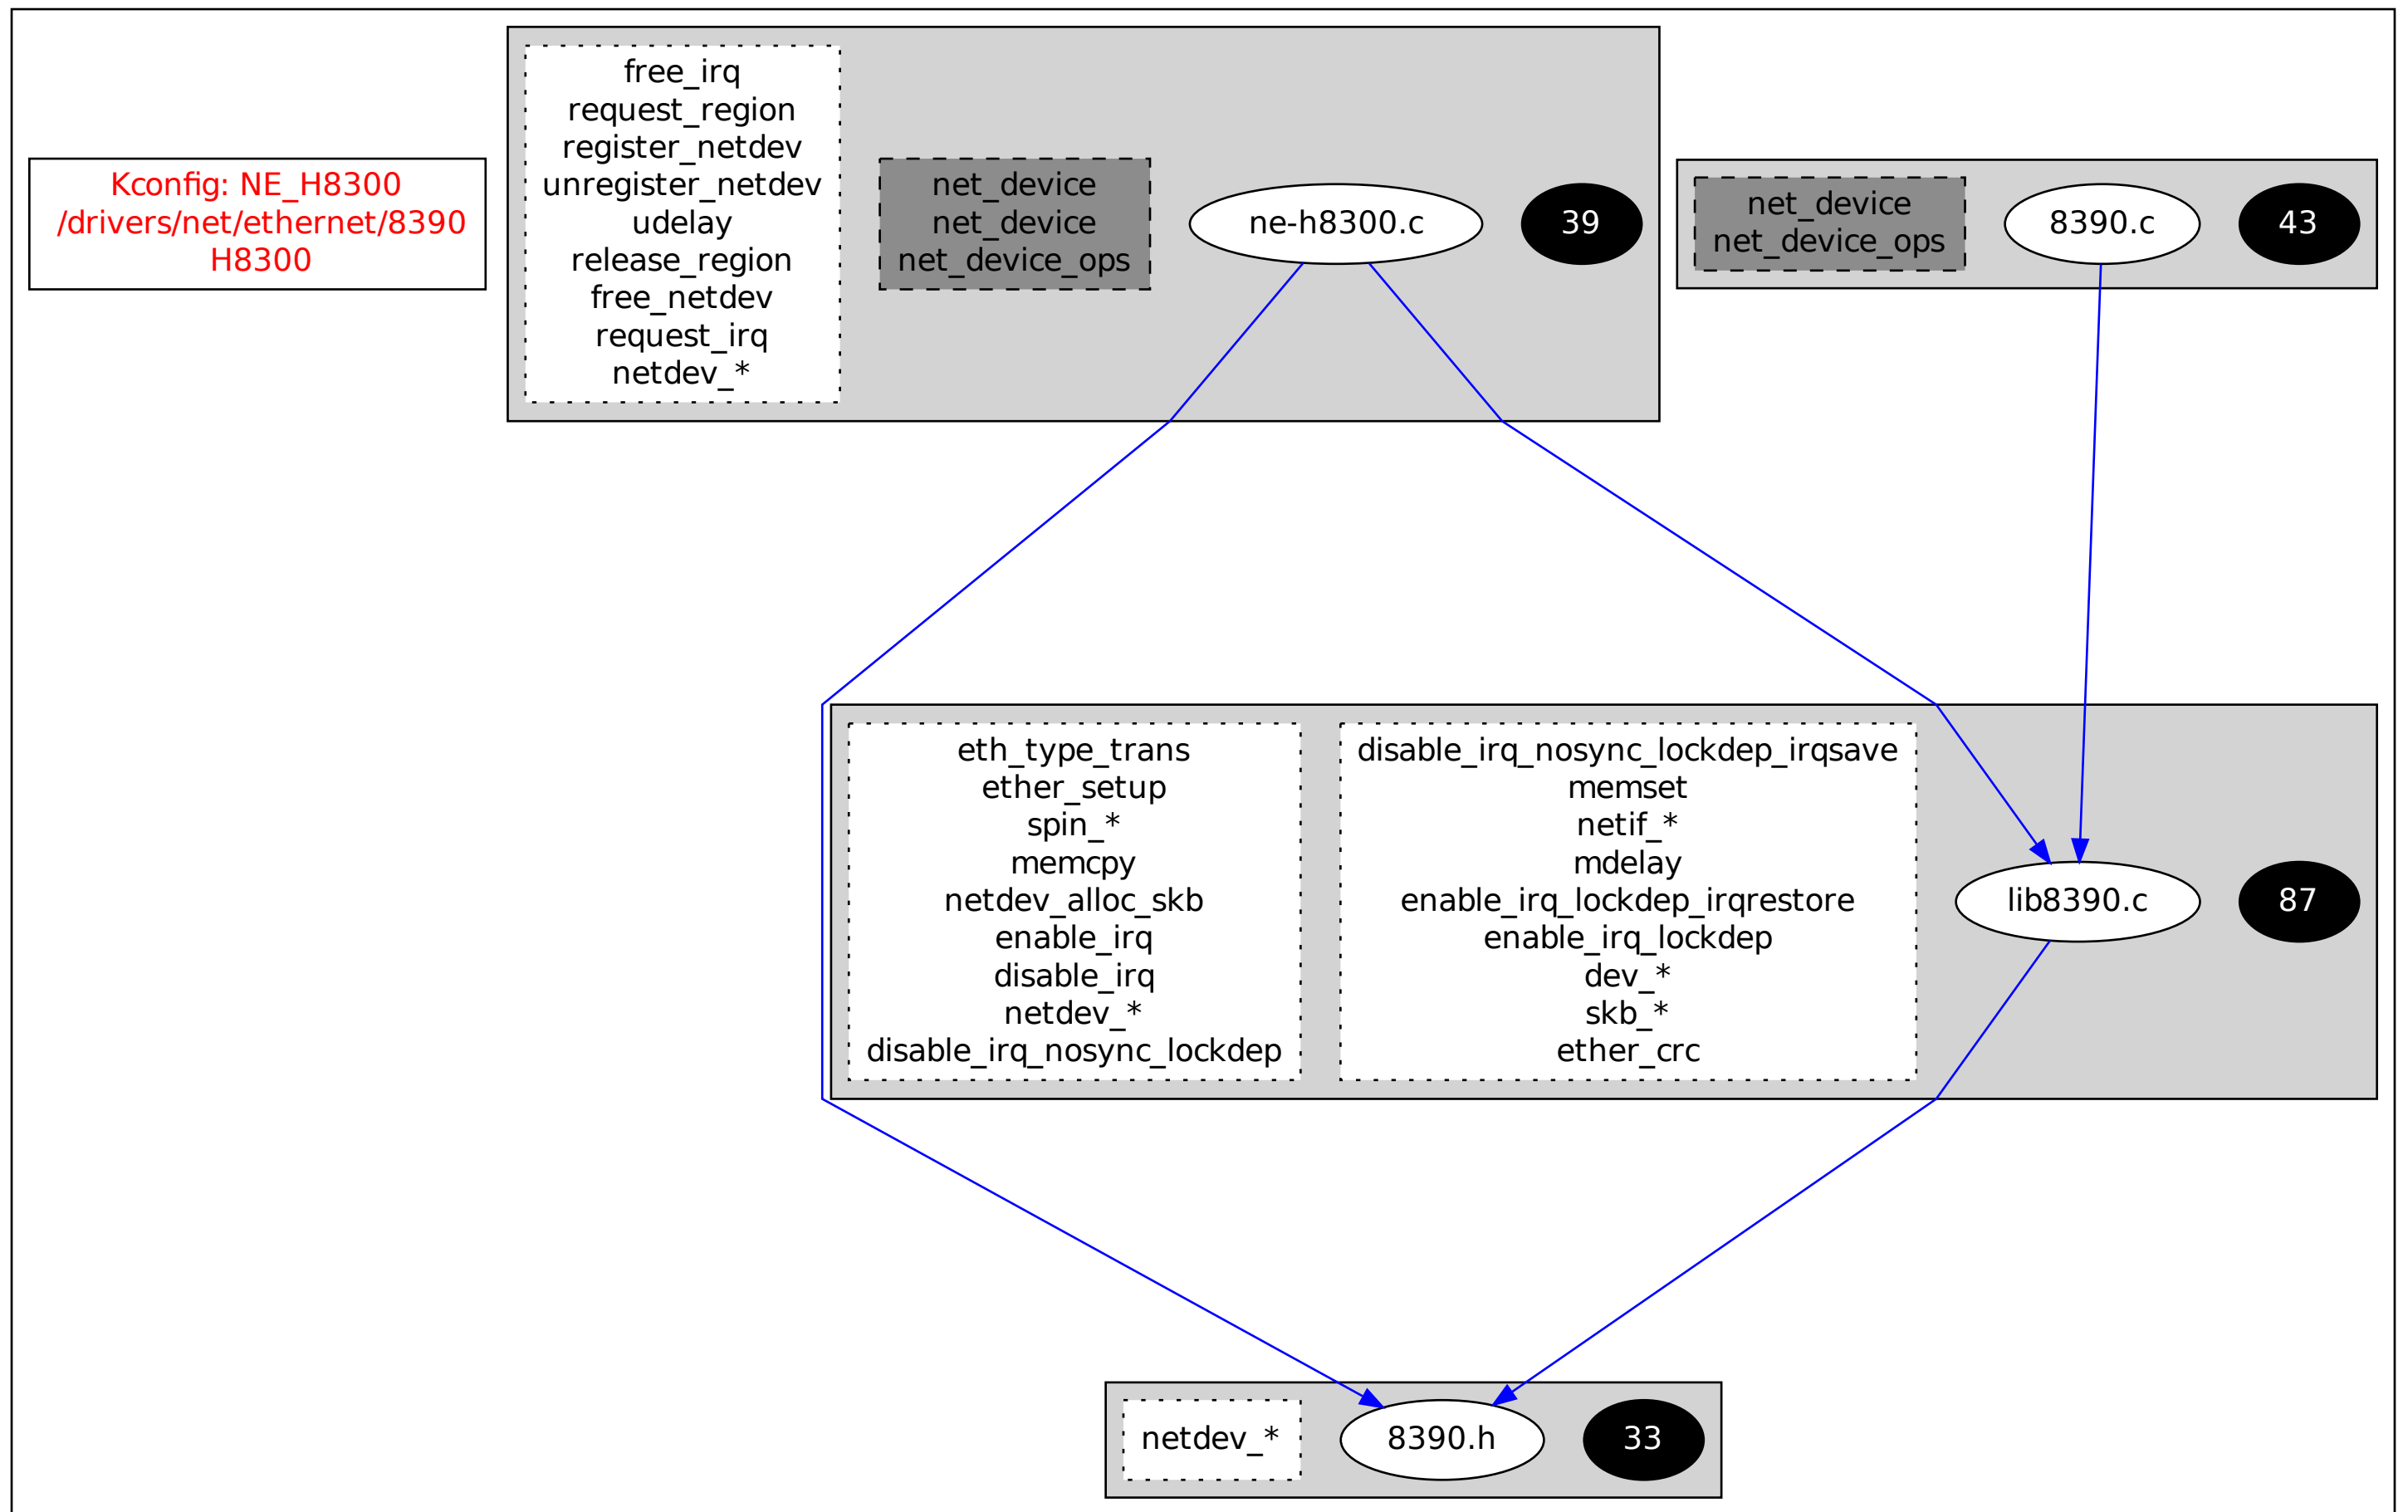 Kconfig: NE_H8300
/drivers/net/ethernet/8390
H8300
free_irq
request_region
register_netdev
unregister_netdev
udelay
release_region
free_netdev
request_irq
netdev_*
net_device
net_device
net_device_ops
ne-h8300.c
39
net_device
net_device_ops
8390.c
43
eth_type_trans
ether_setup
spin_*
memcpy
netdev_alloc_skb
enable_irq
disable_irq
netdev_*
disable_irq_nosync_lockdep
disable_irq_nosync_lockdep_irqsave
memset
netif_*
mdelay
enable_irq_lockdep_irqrestore
enable_irq_lockdep
dev_*
skb_*
ether_crc
lib8390.c
87
netdev_*
8390.h
33